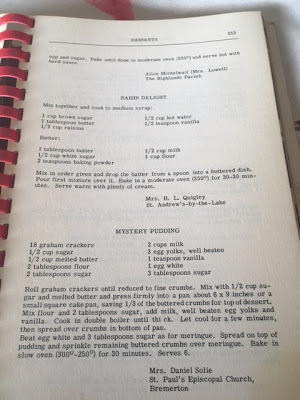 DESSERTS 213
egg and sugar. Bake until done in moderate oven (350°) and serve hot with
hard sauce.
Alice Mickelwait (Mrs. Lowell)
The Highlands Parish
RAISIN DELIGHT
Mix together and cook to medium syrup:
1 cup brown sugar 1/2 cup hot water
1 tablespoon butter 1/2 teaspoon vanilla
1/2 cup raisins
Batter:
1 tablespoon butter 1/2 cup milk
1/2 cup white sugar 1 cup flour
2 teaspoons baking powder
Mix in order given and drop the batter from a spoon into a buttered dish.
Pour first mixture over it. Bake in a moderate oven (350°) for 20-30 min-
utes. Serve warm with plenty of cream.
Mrs. H. L. Quigley
St. Andrew's-by-the-Lake
MYSTERY PUDDING
18 graham crackers 2 cups milk
1/2 cup sugar 3 egg yolks, well beaten
1/2 cup melted butter 1 teaspoon vanilla
2 tablespoons flour 1 egg white
2 tablespoons sugar 3 tablespoons sugar
Roll graham crackers until reduced to fine crumbs. Mix with 1/2 cup su-
gar and melted butter and press firmly into a pan about 6 x 9 inches or a
small square cake pan, saving 1/3 of the buttered crumbs for top of dessert.
Mix flour and 2 tablespoons sugar, add milk, well beaten egg yolks and
vanilla. Cook in double boiler until thick. Let cool for a few minutes,
then spread over crumbs in bottom of pan.
Beat egg white and 3 tablespoons sugar as for meringue. Spread on top of
pudding and sprinkle remaining buttered crumbs over meringue. Bake in
slow oven (300°-250°) for 30 minutes. Serves 6.
Mrs. Daniel Solie
St. Paul's Episcopal Church,
Bremerton